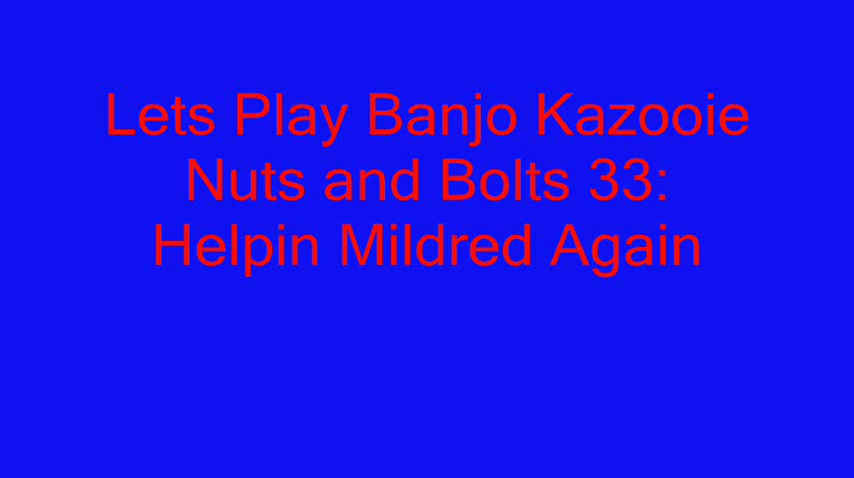 Lets Play Banjo Kazooie
Nuts and Bolts 33:
Helpin Mildred Again